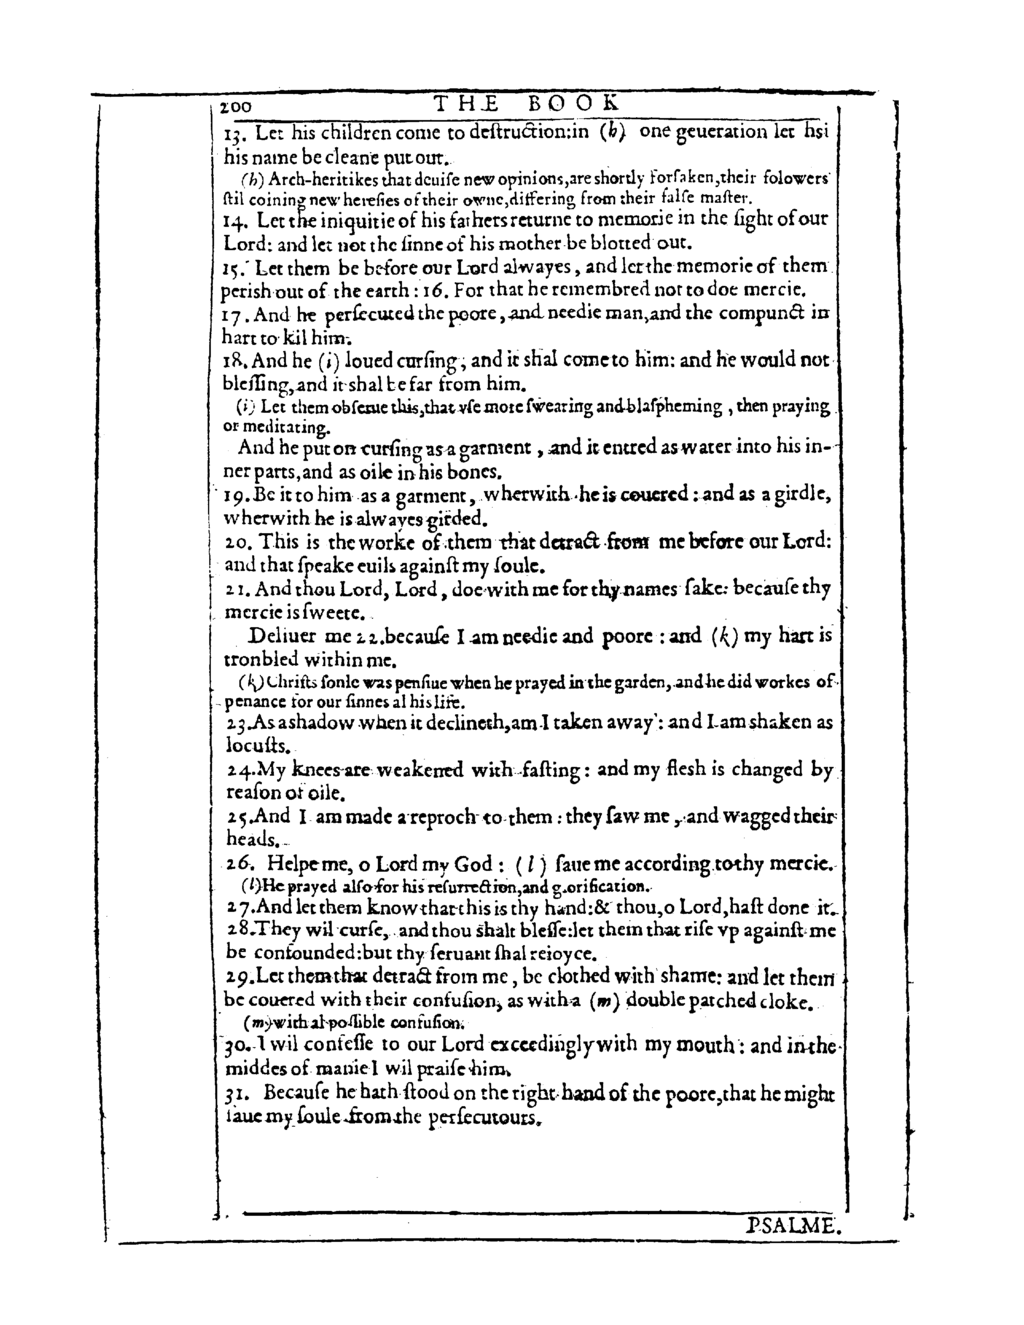 200 THE BOOK
13. Let his children come to deſtruction:in (h) one geueration let hsi
his name be cleane put out.
(h) Arch-heritikes that deuiſe new opinions,are shortly forſaken,their folowers
ſtil coining new hereſies of their owne,differing from their falſe maſter.
14. Let the iniquitie of his fathers returne to memorie in the ſight of our
Lord: and let not the ſinne of his mother be blotted out.
15. Let them be before our Lord alwayes, and let the memorie of them
perish out of the earth : 16. For that he remembred not to doe mercie.
17. And he perſecuted the poore, and needie man,and the compunct in
hart to kil him.
18. And he (i) loued curſing; and it shal come to him: and he would not
bleſſing,and it shal be far from him.
(i) Let them obſerue this,that vſe more ſwearing and blaſpheming, then praying
or meditating.
And he put on curſing as a garment, and it entred as water into his in-
ner parts,and as oile in his bones.
19. Be it to him as a garment, wherwith he is couered : and as a girdle,
wherwith he is alwayes girded.
20. This is the worke of them that detract from me before our Lord:
and that ſpeake euils againſt my ſoule.
21. And thou Lord, Lord, doe with me for thy names ſake: becauſe thy
mercie is ſweete.
Deliuer me 22.becauſe I am needie and poore : and (k) my hart is
tronbled within me.
(k) Chriſts ſonle was penſiue when he prayed in the garden, and he did workes of
penance for our ſinnes al his life.
23.As a shadow when it declineth,am I taken away: and I am shaken as
locuſts.
24.My knees are weakened with faſting: and my flesh is changed by
reaſon of oile.
25.And I am made a reproch to them : they ſaw me, and wagged their
heads.
26. Helpe me, o Lord my God : (l) ſaue me according to thy mercie.
(l)He prayed alſo for his reſurrection,and glorification.
27.And let them know that this is thy hand:& thou,o Lord,haſt done it.
28.They wil curſe, and thou shalt bleſſe:let them that riſe vp againſt me
be confounded:but thy ſeruant ſhal reioyce.
29.Let them that detract from me, be clothed with shame: and let them
be couered with their confuſion, as with a (m) double patched cloke.
(m)with al poſſible confuſion.
30. I wil confeſſe to our Lord exceedingly with my mouth : and in the
middes of manie I wil praiſe him.
31. Becauſe he hath ſtood on the right hand of the poore,that he might
ſaue my ſoule from the perſecutours.
PSALME.